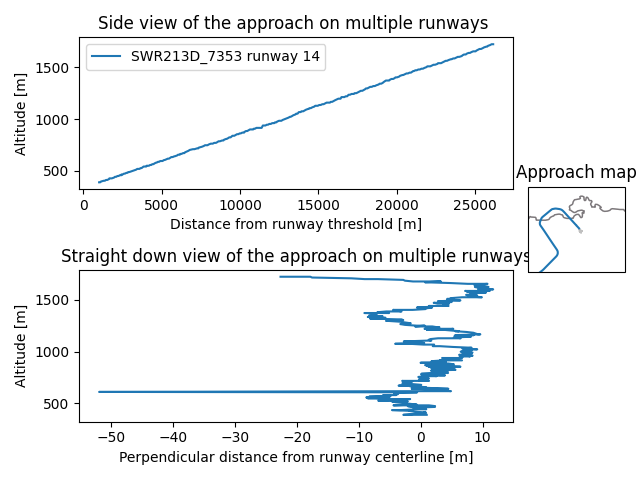 Side view of the approach on multiple runways
SWR213D_7353 runway 14
Altitude [m]
1500
1000
500
0 5000 10000 15000 20000 25000
Distance from runway threshold [m]
Approach map
Straight down view of the approach on multiple runways
Altitude [m]
1500
1000
500
−50 −40 −30 −20 −10 0 10
Perpendicular distance from runway centerline [m]